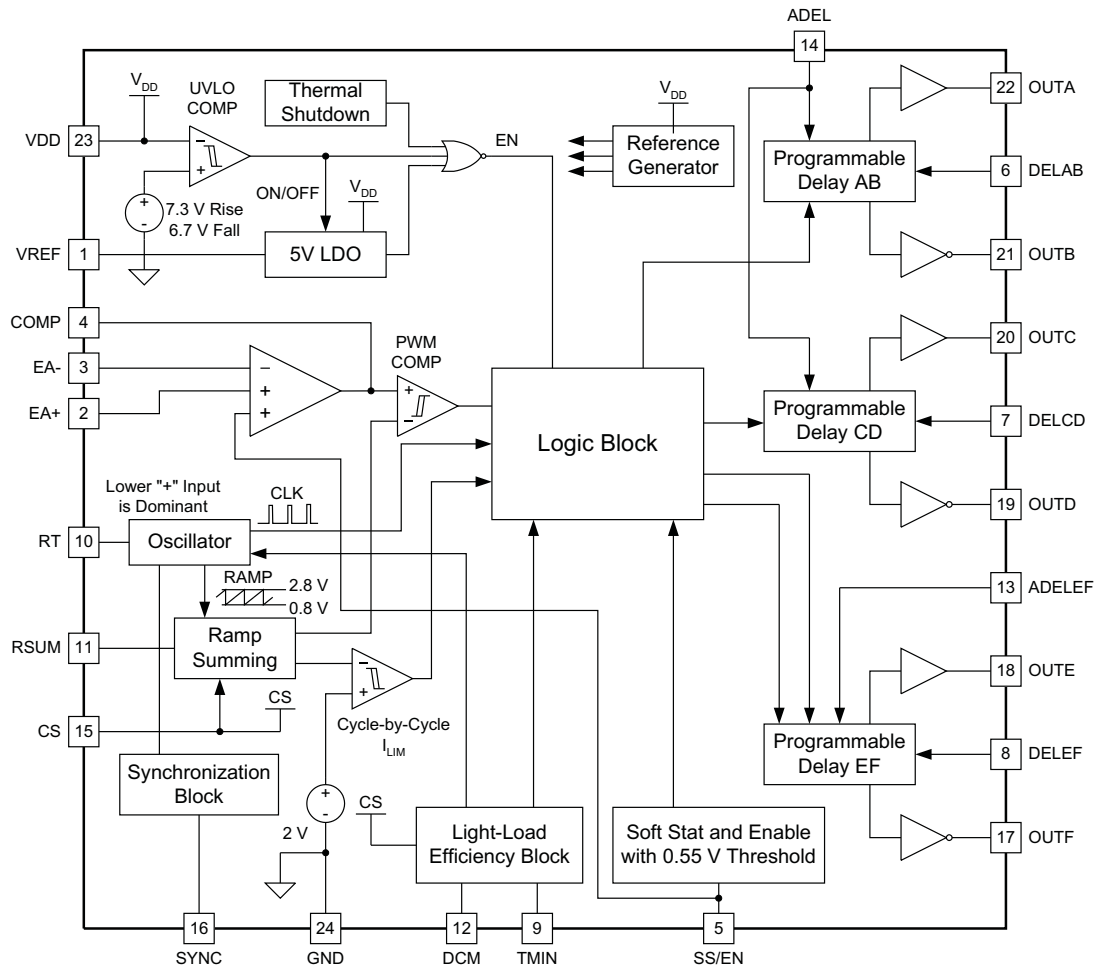 ADEL
14
VDD
23
V_DD
UVLO
COMP
−
+
+
-
7.3 V Rise
6.7 V Fall
Thermal
Shutdown
EN
ON/OFF
V_DD
VREF
1
5V LDO
V_DD
Reference
Generator
Programmable
Delay AB
22
OUTA
6
DELAB
21
OUTB
COMP
4
EA-
3
EA+
2
−
+
+
PWM
COMP
+
−
Logic Block
20
OUTC
Programmable
Delay CD
7
DELCD
19
OUTD
Lower "+" Input
is Dominant
CLK
RT
10
Oscillator
RAMP
2.8 V
0.8 V
13
ADELEF
RSUM
11
Ramp
Summing
−
+
Cycle-by-Cycle
I_LIM
CS
CS
15
18
OUTE
Programmable
Delay EF
8
DELEF
17
OUTF
Synchronization
Block
+
-
2 V
CS
Light-Load
Efficiency Block
Soft Stat and Enable
with 0.55 V Threshold
16
24
12
9
5
SYNC
GND
DCM
TMIN
SS/EN